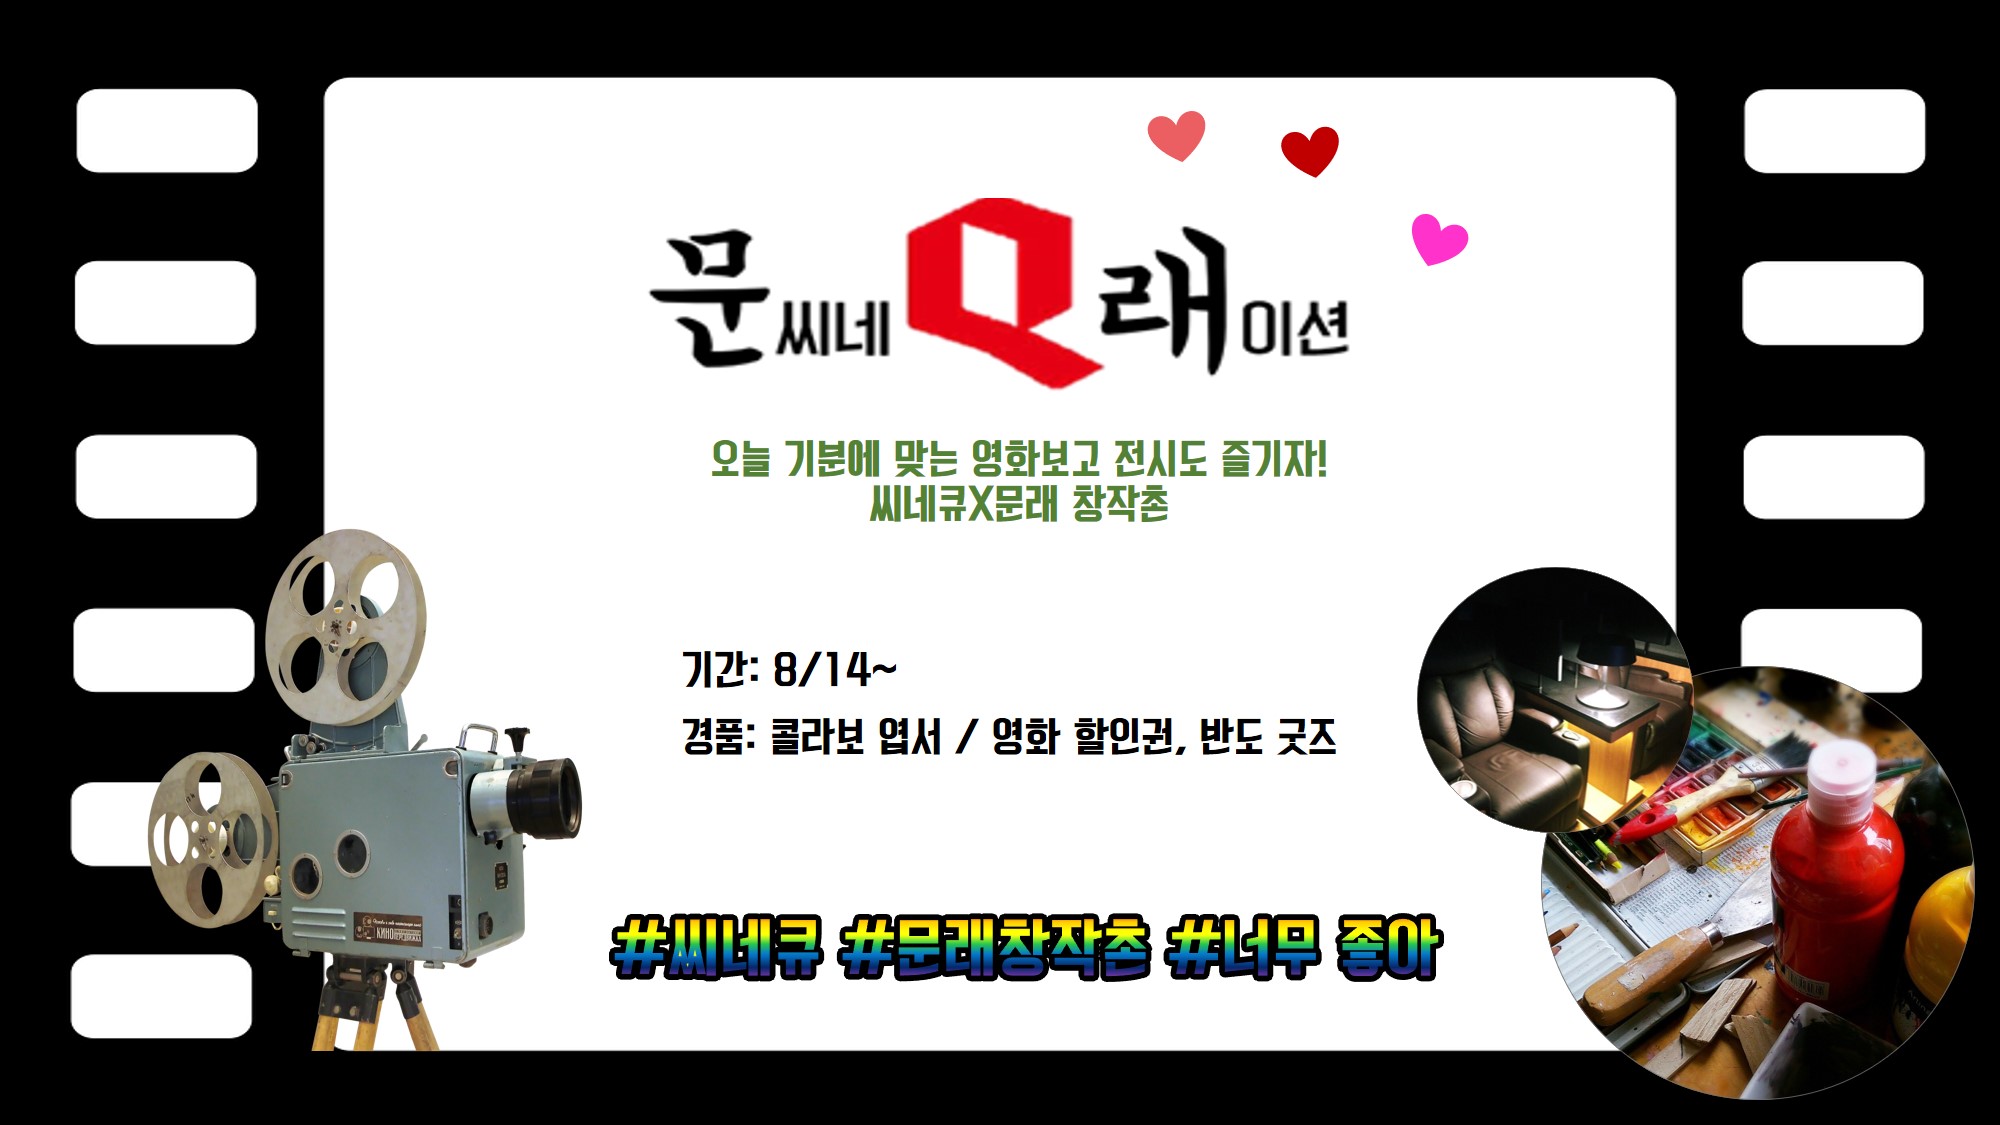 문씨네Q래이션
오늘 기분에 맞는 영화보고 전시도 즐기자!
씨네큐X문래 창작촌
기간: 8/14~
경품: 콜라보 엽서 / 영화 할인권, 반도 굿즈
КИНО
#씨네큐 #문래창작촌 #너무 좋아